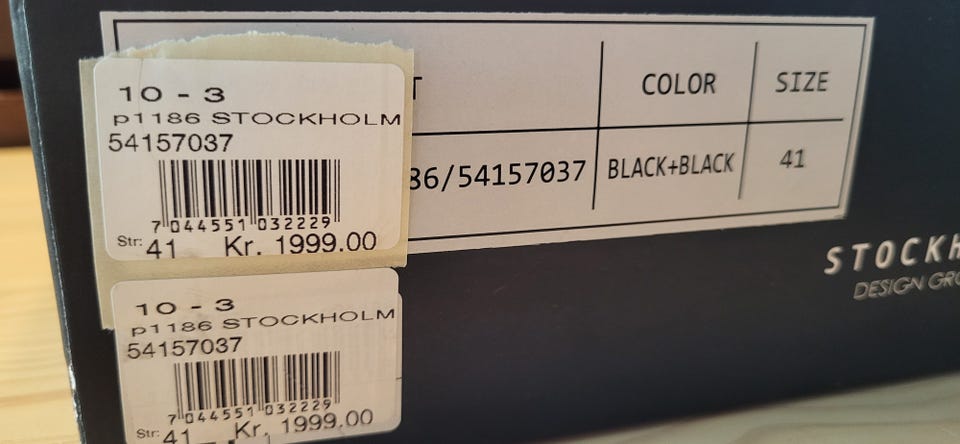 10 - 3
p1186 STOCKHOLM
54157037
7 044551 032229
Str: 41 Kr. 1999.00
10 - 3
p1186 STOCKHOLM
54157037
7 044551 032229
Str: 41 Kr. 1999.00
T COLOR SIZE
86/54157037 BLACK+BLACK 41
STOCKH
DESIGN GRO